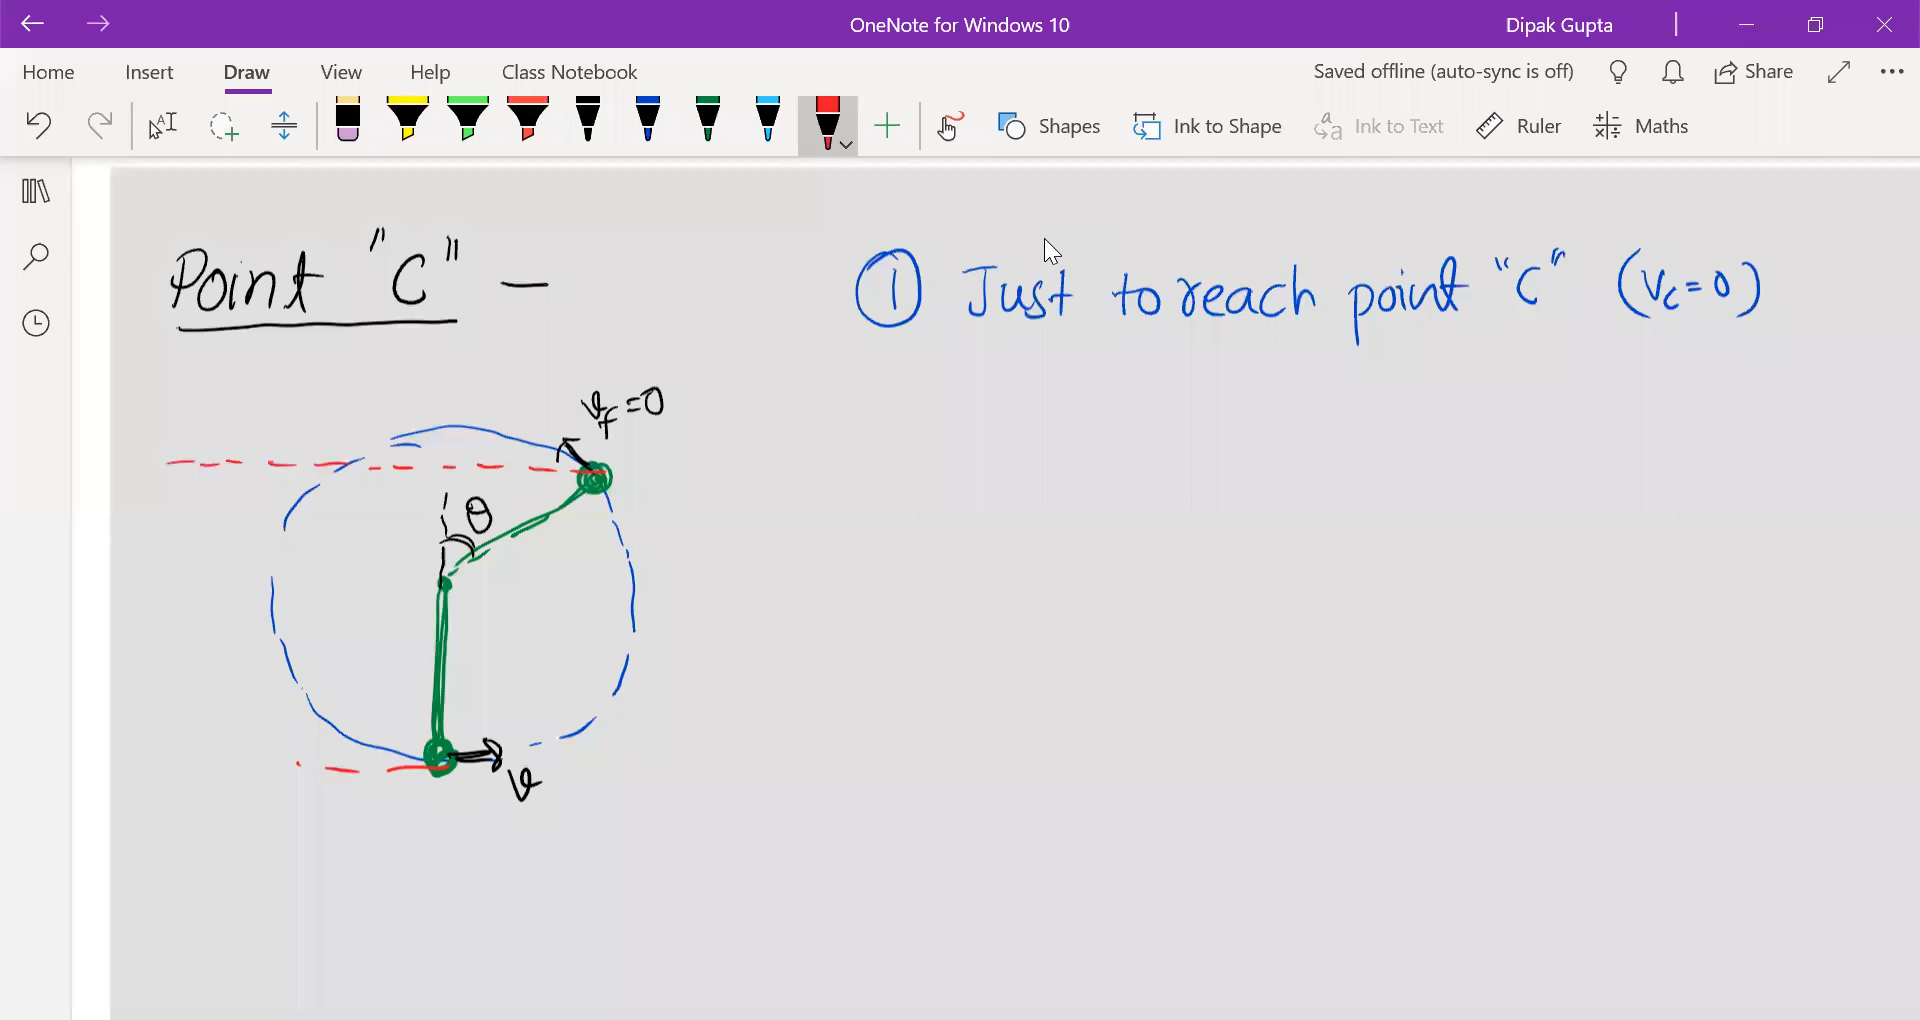 OneNote for Windows 10
Dipak Gupta
Home Insert Draw View Help Class Notebook
Saved offline (auto-sync is off) Share
Shapes Ink to Shape Ink to Text Ruler Maths
Point "C" —
① Just to reach point "C" (Vc=0)
vf=0
θ
v